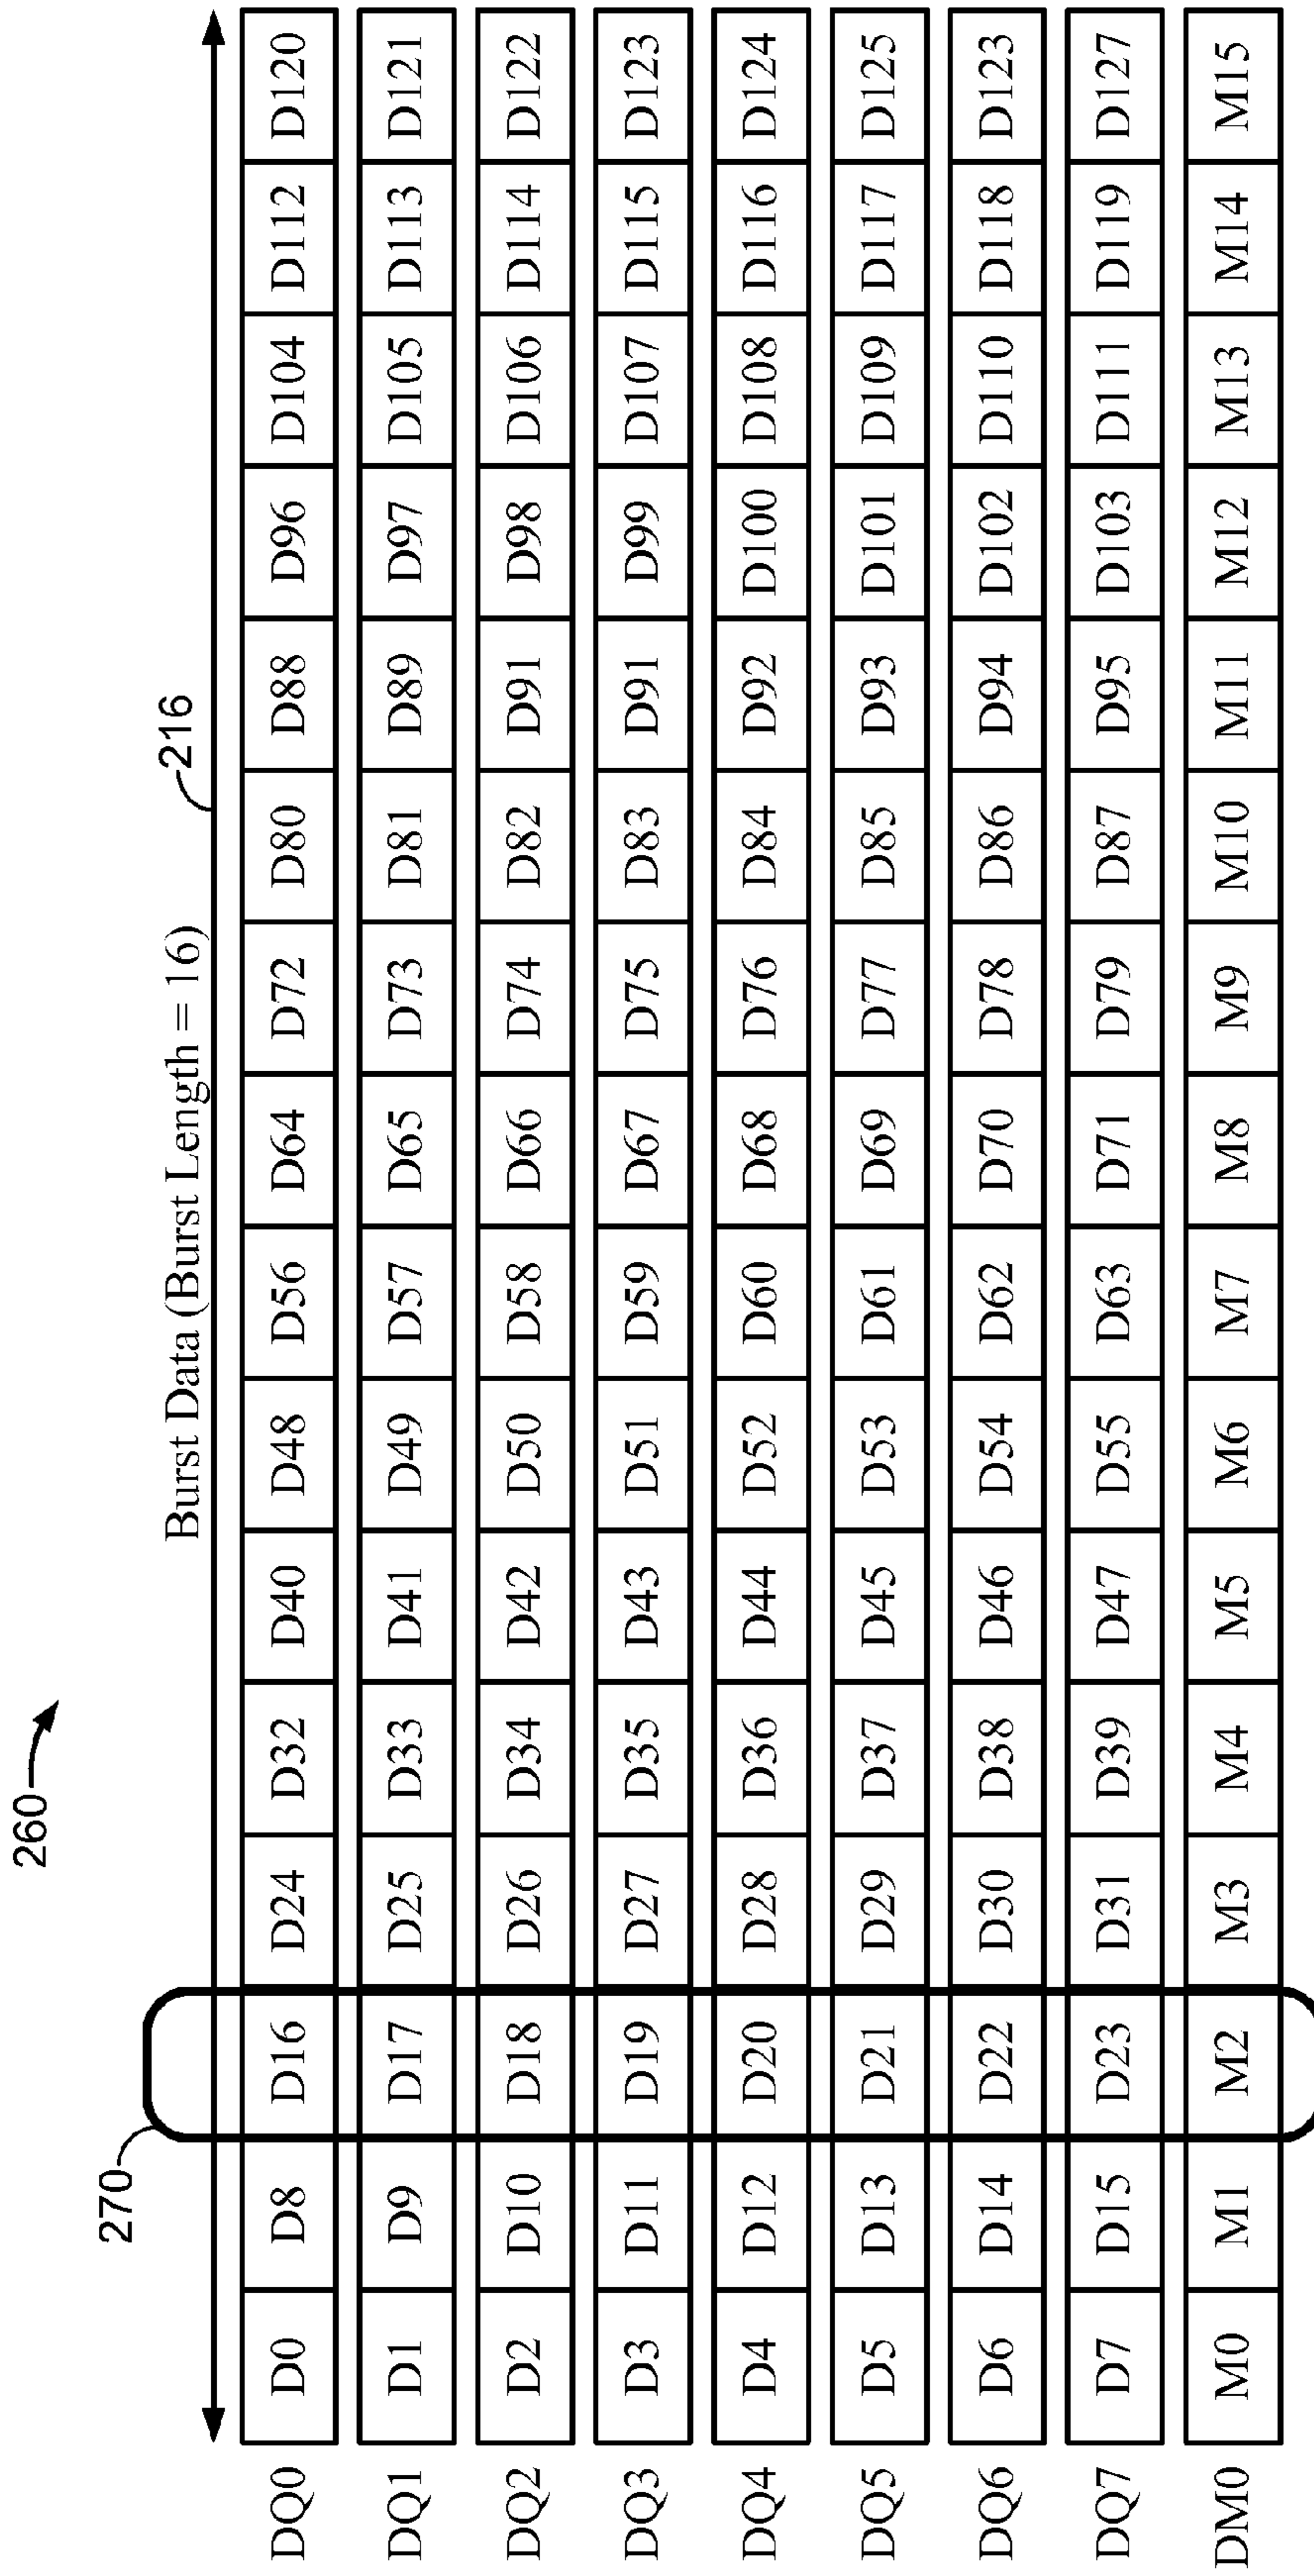 260
Burst Data (Burst Length = 16)
216
270
DQ0 D0 D8 D16 D24 D32 D40 D48 D56 D64 D72 D80 D88 D96 D104 D112 D120
DQ1 D1 D9 D17 D25 D33 D41 D49 D57 D65 D73 D81 D89 D97 D105 D113 D121
DQ2 D2 D10 D18 D26 D34 D42 D50 D58 D66 D74 D82 D91 D98 D106 D114 D122
DQ3 D3 D11 D19 D27 D35 D43 D51 D59 D67 D75 D83 D91 D99 D107 D115 D123
DQ4 D4 D12 D20 D28 D36 D44 D52 D60 D68 D76 D84 D92 D100 D108 D116 D124
DQ5 D5 D13 D21 D29 D37 D45 D53 D61 D69 D77 D85 D93 D101 D109 D117 D125
DQ6 D6 D14 D22 D30 D38 D46 D54 D62 D70 D78 D86 D94 D102 D110 D118 D123
DQ7 D7 D15 D23 D31 D39 D47 D55 D63 D71 D79 D87 D95 D103 D111 D119 D127
DM0 M0 M1 M2 M3 M4 M5 M6 M7 M8 M9 M10 M11 M12 M13 M14 M15